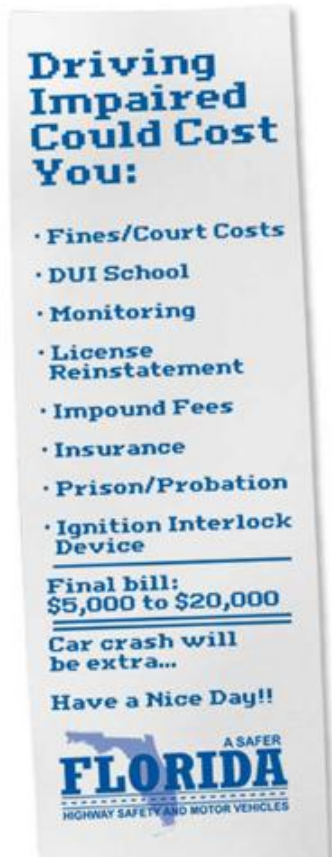 Driving
Impaired
Could Cost
You:
· Fines/Court Costs
· DUI School
· Monitoring
· License
Reinstatement
· Impound Fees
· Insurance
· Prison/Probation
· Ignition Interlock
Device
Final bill:
$5,000 to $20,000
Car crash will
be extra...
Have a Nice Day!!
A SAFER
FLORIDA
HIGHWAY SAFETY AND MOTOR VEHICLES